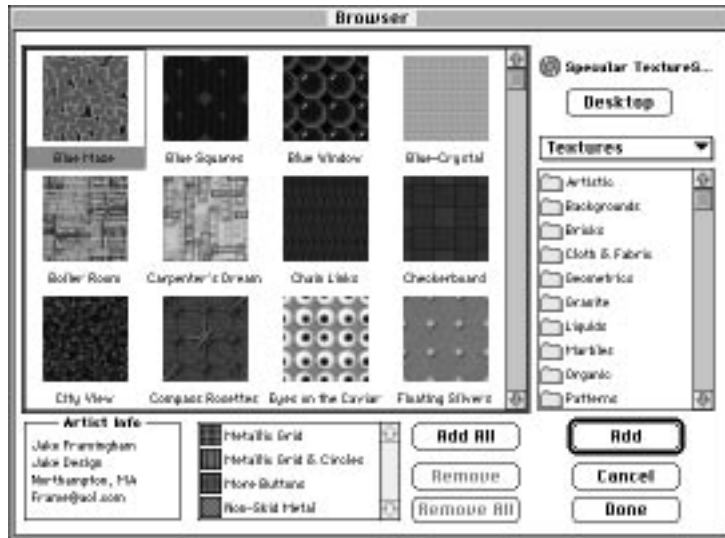 Browser
Blue Maze
Blue Squares
Blue Window
Blue-Crystal
Boiler Room
Carpenter's Dream
Chain Links
Checkerboard
City View
Compass Rosettes
Eyes on the Caviar
Floating Silvers
Specular TextureS...
Desktop
Textures
Artistic
Backgrounds
Bricks
Cloth & Fabric
Geometrics
Granite
Liquids
Marbles
Organic
Patterns
Artist Info
Jake Framingham
Jake Design
Northampton, MA
Frame@aol.com
Metallic Grid
Metallic Grid & Circles
More Buttons
Non-Skid Metal
Add All
Remove
Remove All
Add
Cancel
Done